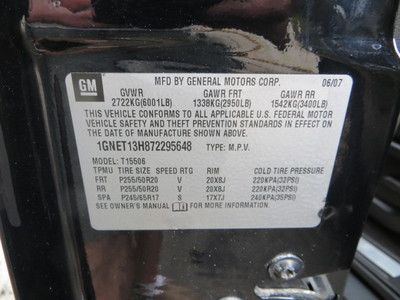 GM
MFD BY GENERAL MOTORS CORP. 06/07
GVWR GAWR FRT GAWR RR
2722KG(6001LB) 1338KG(2950LB) 1542KG(3400LB)
THIS VEHICLE CONFORMS TO ALL APPLICABLE U.S. FEDERAL MOTOR
VEHICLE SAFETY AND THEFT PREVENTION STANDARDS IN EFFECT
ON THE DATE OF MANUFACTURE SHOWN ABOVE.
1GNET13H872295648 TYPE: M.P.V.
MODEL: T15506
TPMU TIRE SIZE SPEED RTG RIM COLD TIRE PRESSURE
FRT P255/50R20 V 20X8J 220KPA(32PSI)
RR P255/50R20 V 20X8J 220KPA(32PSI)
SPA P245/65R17 S 17X7J 240KPA(35PSI)
SEE OWNER'S MANUAL FOR MORE INFORMATION.